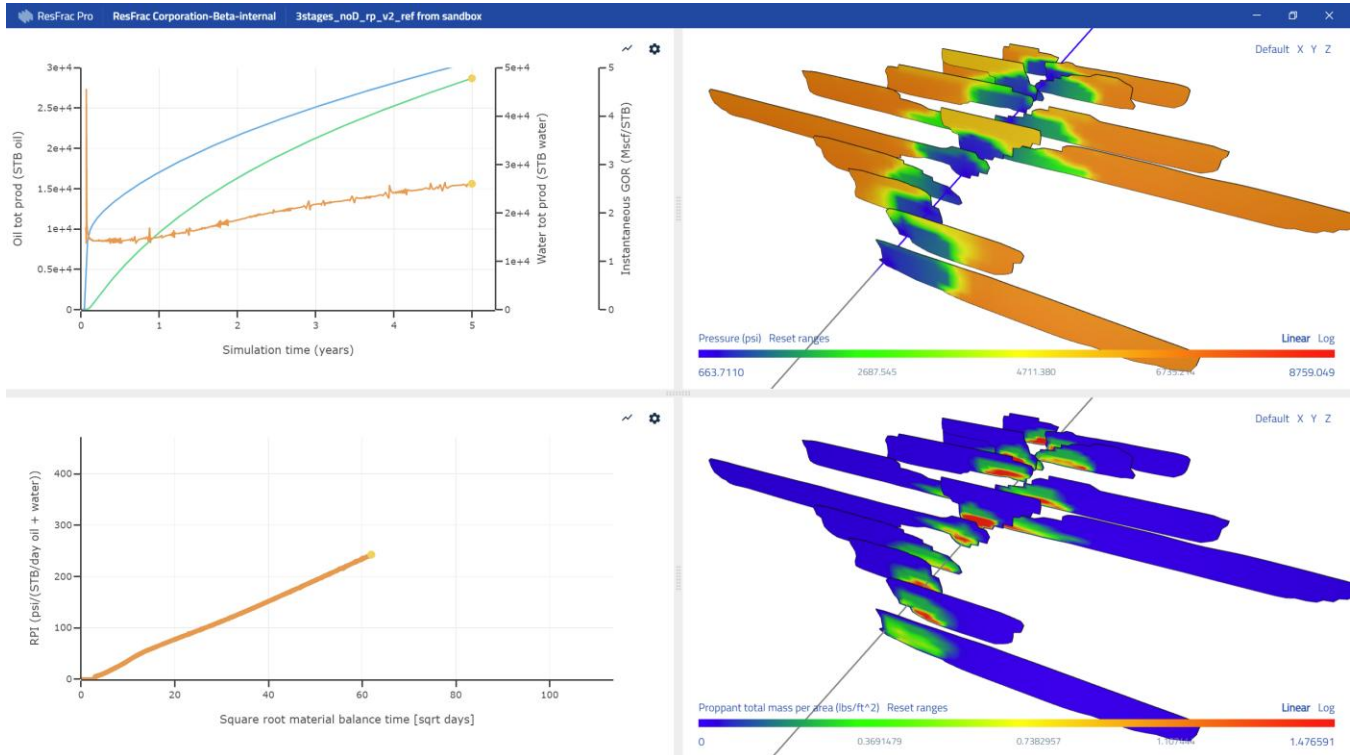 ResFrac Pro ResFrac Corporation-Beta-internal 3stages_noD_rp_v2_ref from sandbox
3e+4
2.5e+4
2e+4
1.5e+4
1e+4
0.5e+4
0
Oil tot prod (STB oil)
5e+4
4e+4
3e+4
2e+4
1e+4
0
Water tot prod (STB water)
5
4
3
2
1
0
Instantaneous GOR (Mscf/STB)
0 1 2 3 4 5
Simulation time (years)
Default X Y Z
Pressure (psi) Reset ranges Linear Log
663.7110 2687.545 4711.380 6735.214 8759.049
400
300
200
100
0
RPI (psi/(STB/day oil + water))
0 20 40 60 80 100
Square root material balance time [sqrt days]
Default X Y Z
Proppant total mass per area (lbs/ft^2) Reset ranges Linear Log
0 0.3691479 0.7382957 1.107444 1.476591